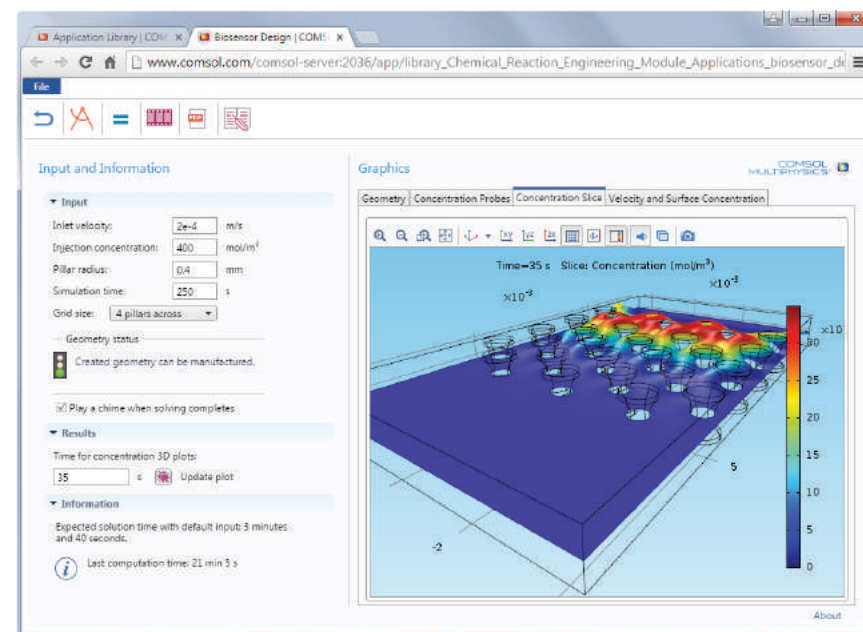 Application Library | COM
Biosensor Design | COMS
www.comsol.com/comsol-server:2036/app/library_Chemical_Reaction_Engineering_Module_Applications_biosensor_de
File
Input and Information
Input
Inlet velocity: 2e-4 m/s
Injection concentration: 400 mol/m³
Pillar radius: 0.4 mm
Simulation time: 250 s
Grid size: 4 pillars across
Geometry status
Created geometry can be manufactured.
Play a chime when solving completes
Results
Time for concentration 3D plots:
35 s Update plot
Information
Expected solution time with default input: 3 minutes
and 40 seconds.
Last computation time: 21 min 5 s
Graphics
COMSOL
MULTIPHYSICS
Geometry Concentration Probes Concentration Slice Velocity and Surface Concentration
xy yz zx
Time=35 s Slice: Concentration (mol/m³)
×10⁻³
×10⁻³
×10
30
25
20
15
10
5
0
5
-2
About